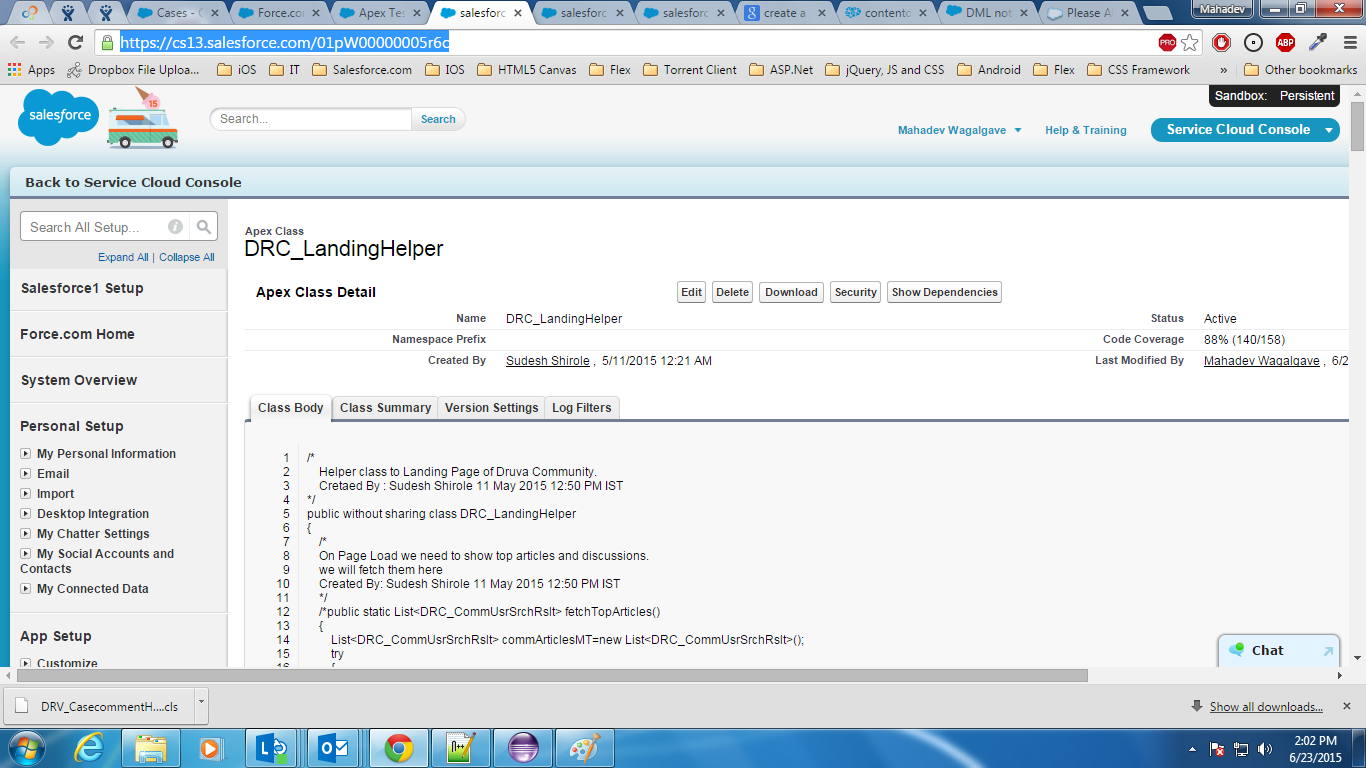 Cases - C
Force.co
Apex Tes
salesforc
salesforc
salesforc
create a
contento
DML not
Please A
Mahadev
https://cs13.salesforce.com/01pW00000005r6c
PRO
ABP
Apps
Dropbox File Uploa...
iOS
IT
Salesforce.com
IOS
HTML5 Canvas
Flex
Torrent Client
ASP.Net
jQuery, JS and CSS
Android
Flex
CSS Framework
»
Other bookmarks
salesforce
15
Search...
Search
Sandbox: Persistent
Mahadev Wagalgave
Help & Training
Service Cloud Console
Back to Service Cloud Console
Search All Setup...
Expand All | Collapse All
Salesforce1 Setup
Force.com Home
System Overview
Personal Setup
My Personal Information
Email
Import
Desktop Integration
My Chatter Settings
My Social Accounts and
Contacts
My Connected Data
App Setup
Customize
Apex Class
DRC_LandingHelper
Apex Class Detail
Edit
Delete
Download
Security
Show Dependencies
Name DRC_LandingHelper
Status Active
Namespace Prefix
Code Coverage 88% (140/158)
Created By Sudesh Shirole , 5/11/2015 12:21 AM
Last Modified By Mahadev Wagalgave , 6/2
Class Body
Class Summary
Version Settings
Log Filters
1 /*
2 Helper class to Landing Page of Druva Community.
3 Cretaed By : Sudesh Shirole 11 May 2015 12:50 PM IST
4 */
5 public without sharing class DRC_LandingHelper
6 {
7 /*
8 On Page Load we need to show top articles and discussions.
9 we will fetch them here
10 Created By: Sudesh Shirole 11 May 2015 12:50 PM IST
11 */
12 /*public static List<DRC_CommUsrSrchRslt> fetchTopArticles()
13 {
14 List<DRC_CommUsrSrchRslt> commArticlesMT=new List<DRC_CommUsrSrchRslt>();
15 try
16 {
Chat
DRV_CasecommentH....cls
Show all downloads...
2:02 PM
6/23/2015